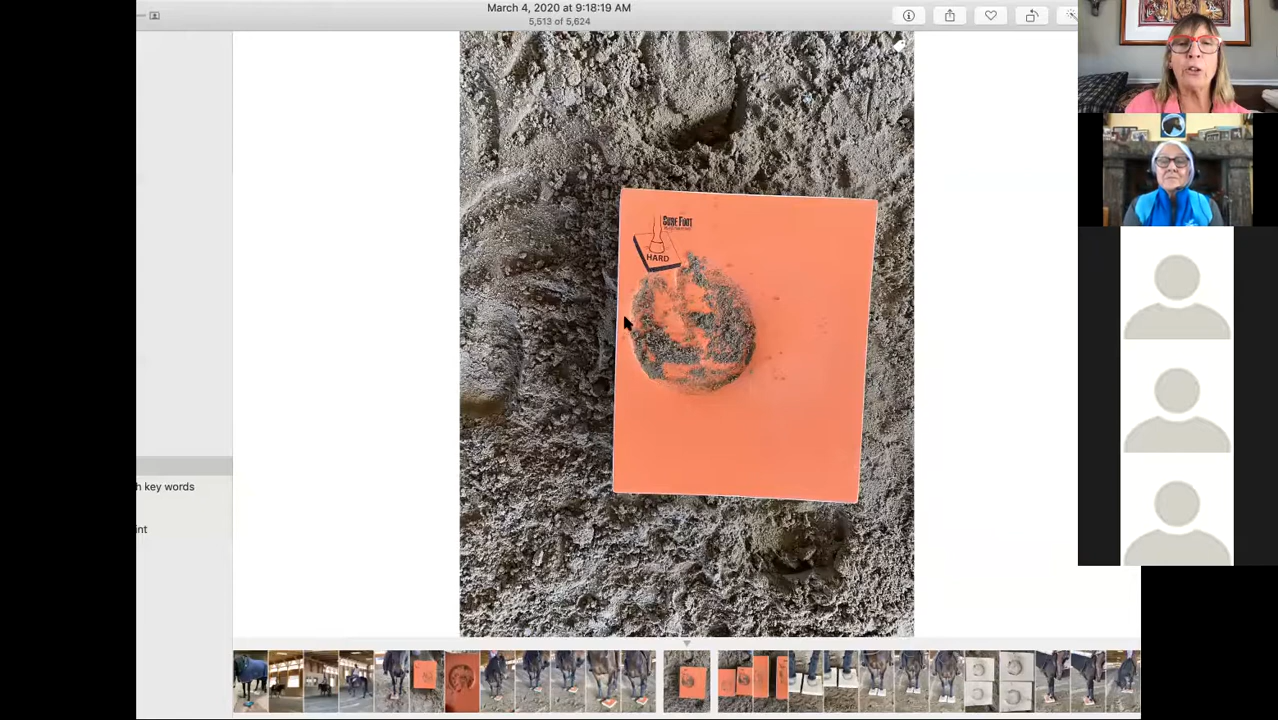 March 4, 2020 at 9:18:19 AM
5,513 of 5,624
SURE FOOT
HARD
h key words
int